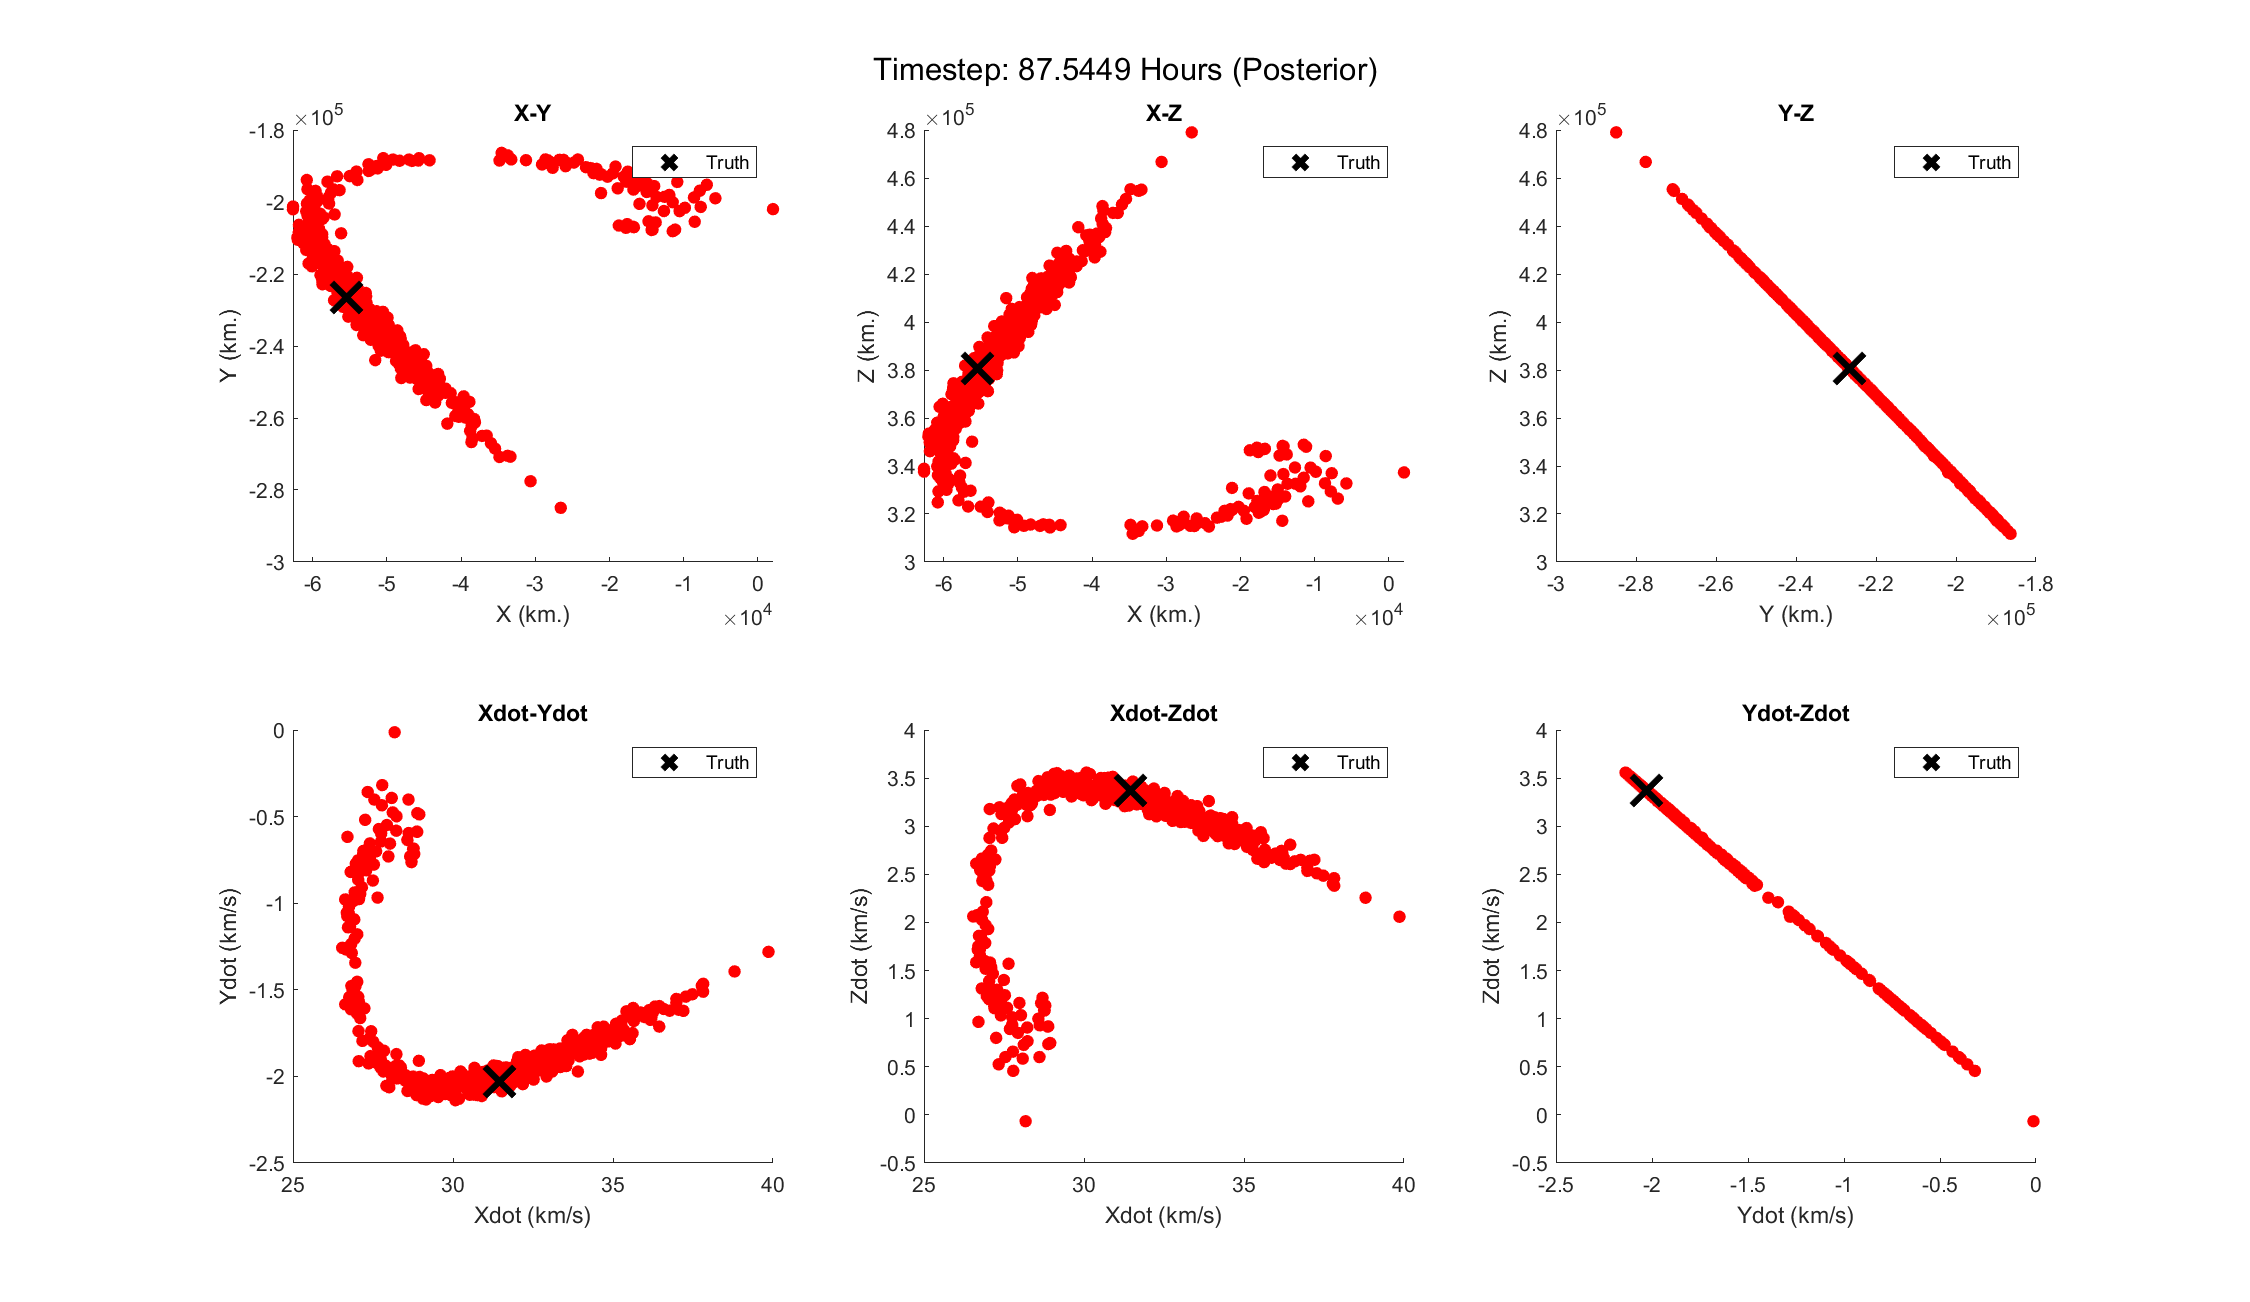 Timestep: 87.5449 Hours (Posterior)
X-Y
×10^5
-1.8
-2
-2.2
-2.4
-2.6
-2.8
-3
Y (km.)
Truth
-6 -5 -4 -3 -2 -1 0
X (km.)
×10^4
X-Z
×10^5
4.8
4.6
4.4
4.2
4
3.8
3.6
3.4
3.2
3
Z (km.)
Truth
-6 -5 -4 -3 -2 -1 0
X (km.)
×10^4
Y-Z
×10^5
4.8
4.6
4.4
4.2
4
3.8
3.6
3.4
3.2
3
Z (km.)
Truth
-3 -2.8 -2.6 -2.4 -2.2 -2 -1.8
Y (km.)
×10^5
Xdot-Ydot
0
-0.5
-1
-1.5
-2
-2.5
Ydot (km/s)
Truth
25 30 35 40
Xdot (km/s)
Xdot-Zdot
4
3.5
3
2.5
2
1.5
1
0.5
0
-0.5
Zdot (km/s)
Truth
25 30 35 40
Xdot (km/s)
Ydot-Zdot
4
3.5
3
2.5
2
1.5
1
0.5
0
-0.5
Zdot (km/s)
Truth
-2.5 -2 -1.5 -1 -0.5 0
Ydot (km/s)